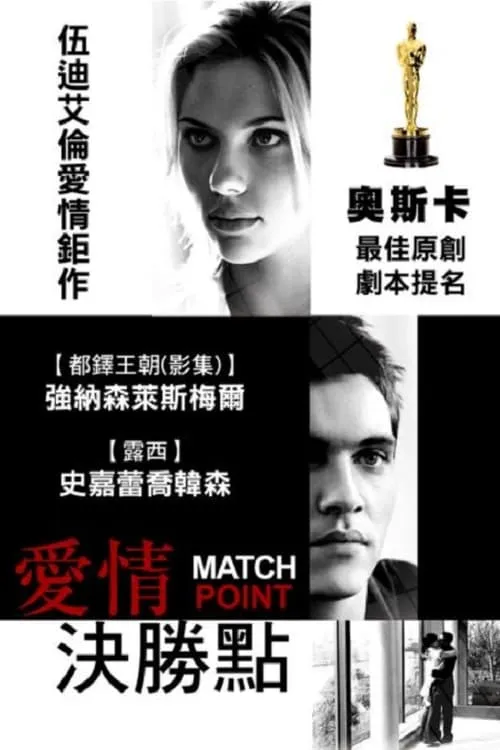 伍迪艾倫愛情鉅作
奧斯卡
最佳原創
劇本提名
【都鐸王朝(影集)】
強納森萊斯梅爾
【露西】
史嘉蕾喬韓森
愛情
MATCH
POINT
決勝點